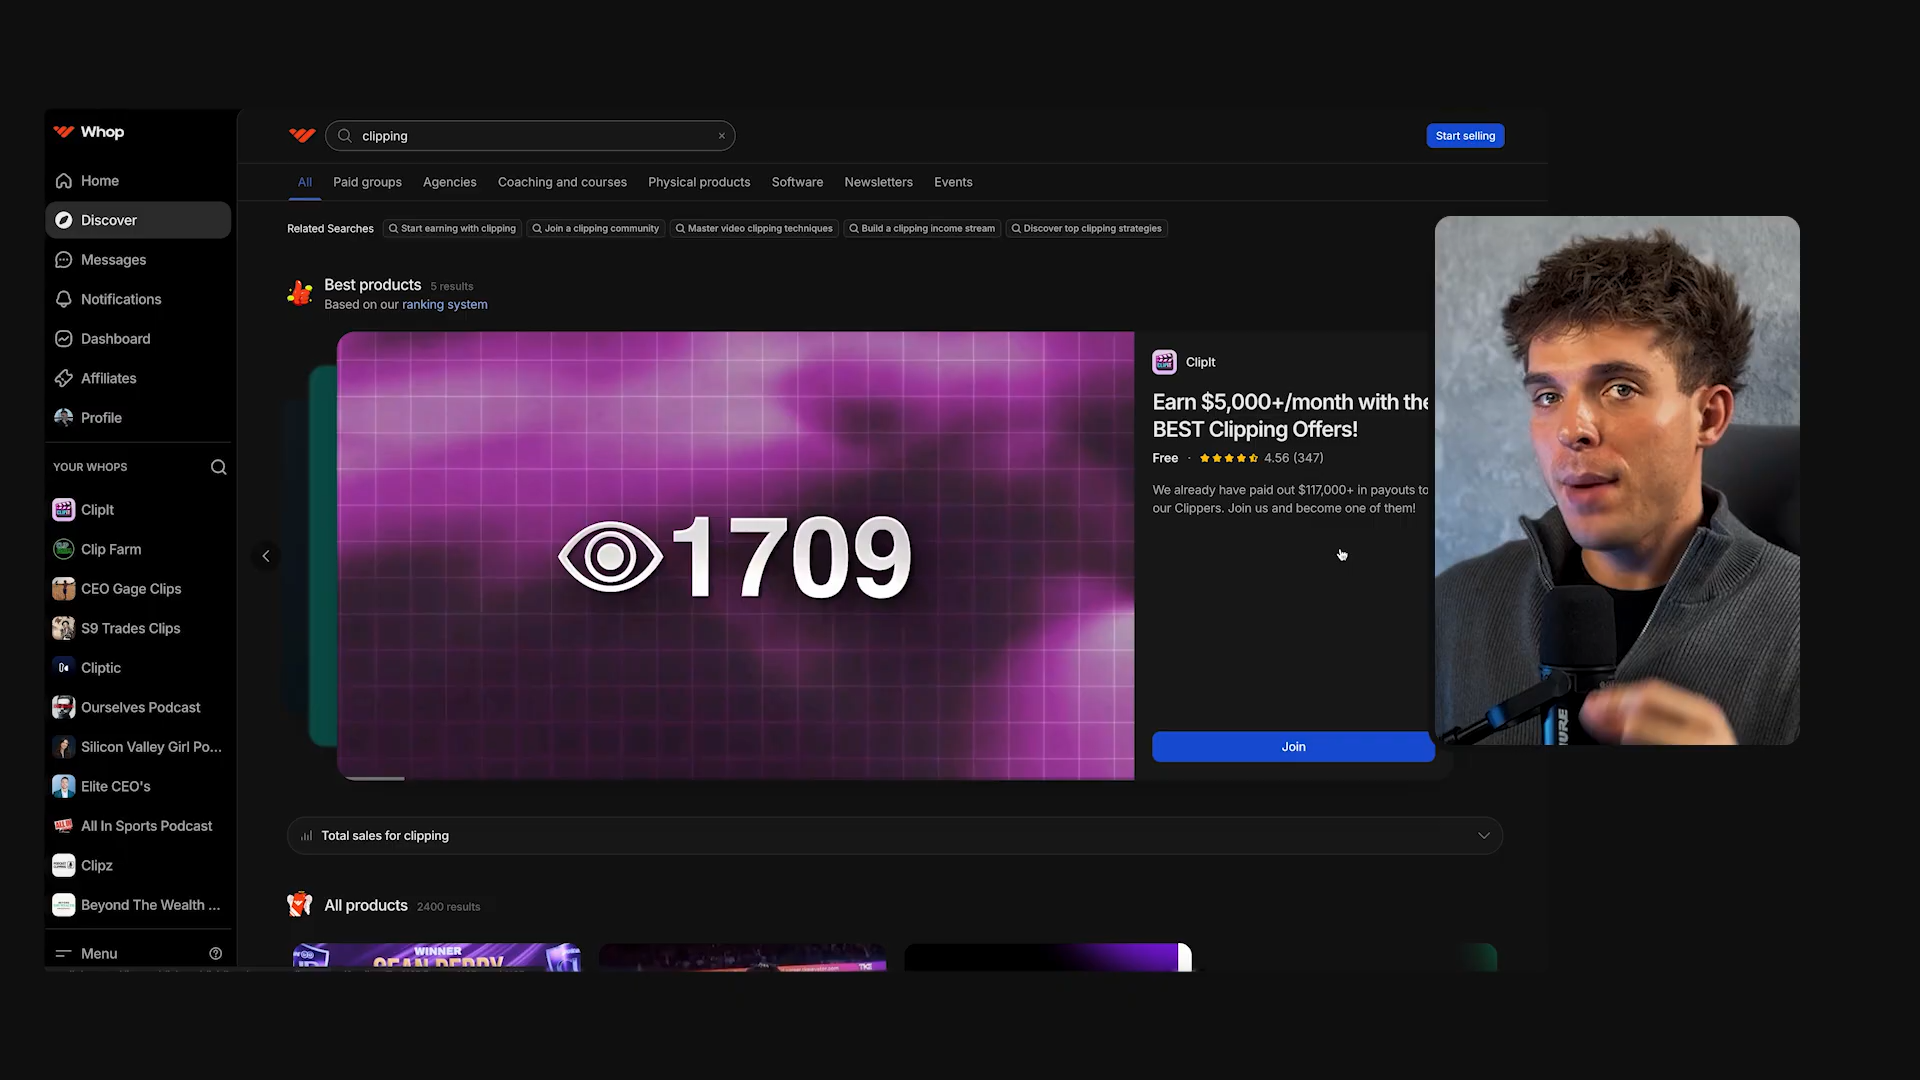 Whop
Home
Discover
Messages
Notifications
Dashboard
Affiliates
Profile
YOUR WHOPS
ClipIt
Clip Farm
CEO Gage Clips
S9 Trades Clips
Cliptic
Ourselves Podcast
Silicon Valley Girl Po...
Elite CEO's
All In Sports Podcast
Clipz
Beyond The Wealth ...
Menu
clipping
Start selling
All Paid groups Agencies Coaching and courses Physical products Software Newsletters Events
Related Searches Start earning with clipping Join a clipping community Master video clipping techniques Build a clipping income stream Discover top clipping strategies
Best products 5 results
Based on our ranking system
1709
ClipIt
Earn $5,000+/month with the
BEST Clipping Offers!
Free · 4.56 (347)
We already have paid out $117,000+ in payouts to
our Clippers. Join us and become one of them!
Join
Total sales for clipping
All products 2400 results
WINNER
SEAN PERRY